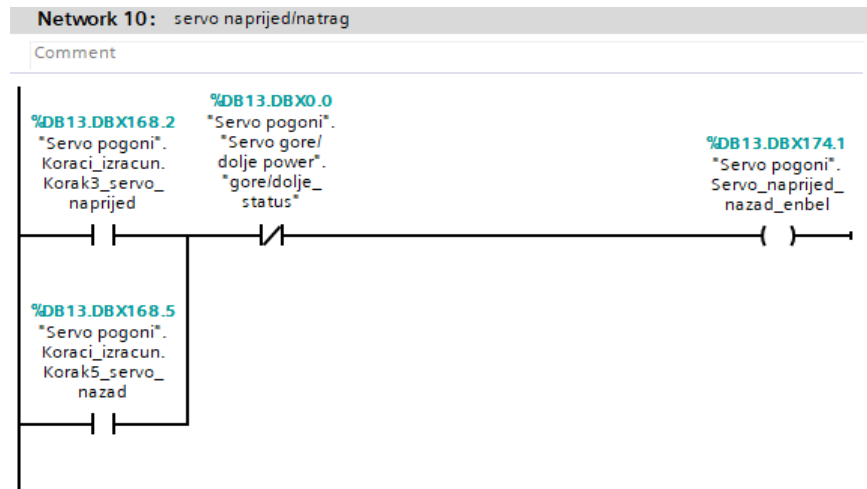 Network 10: servo naprijed/natrag
Comment
%DB13.DBX168.2
"Servo pogoni".
Koraci_izracun.
Korak3_servo_
naprijed
%DB13.DBX0.0
"Servo pogoni".
"Servo gore/
dolje power".
"gore/dolje_
status"
%DB13.DBX174.1
"Servo pogoni".
Servo_naprijed_
nazad_enbel
%DB13.DBX168.5
"Servo pogoni".
Koraci_izracun.
Korak5_servo_
nazad